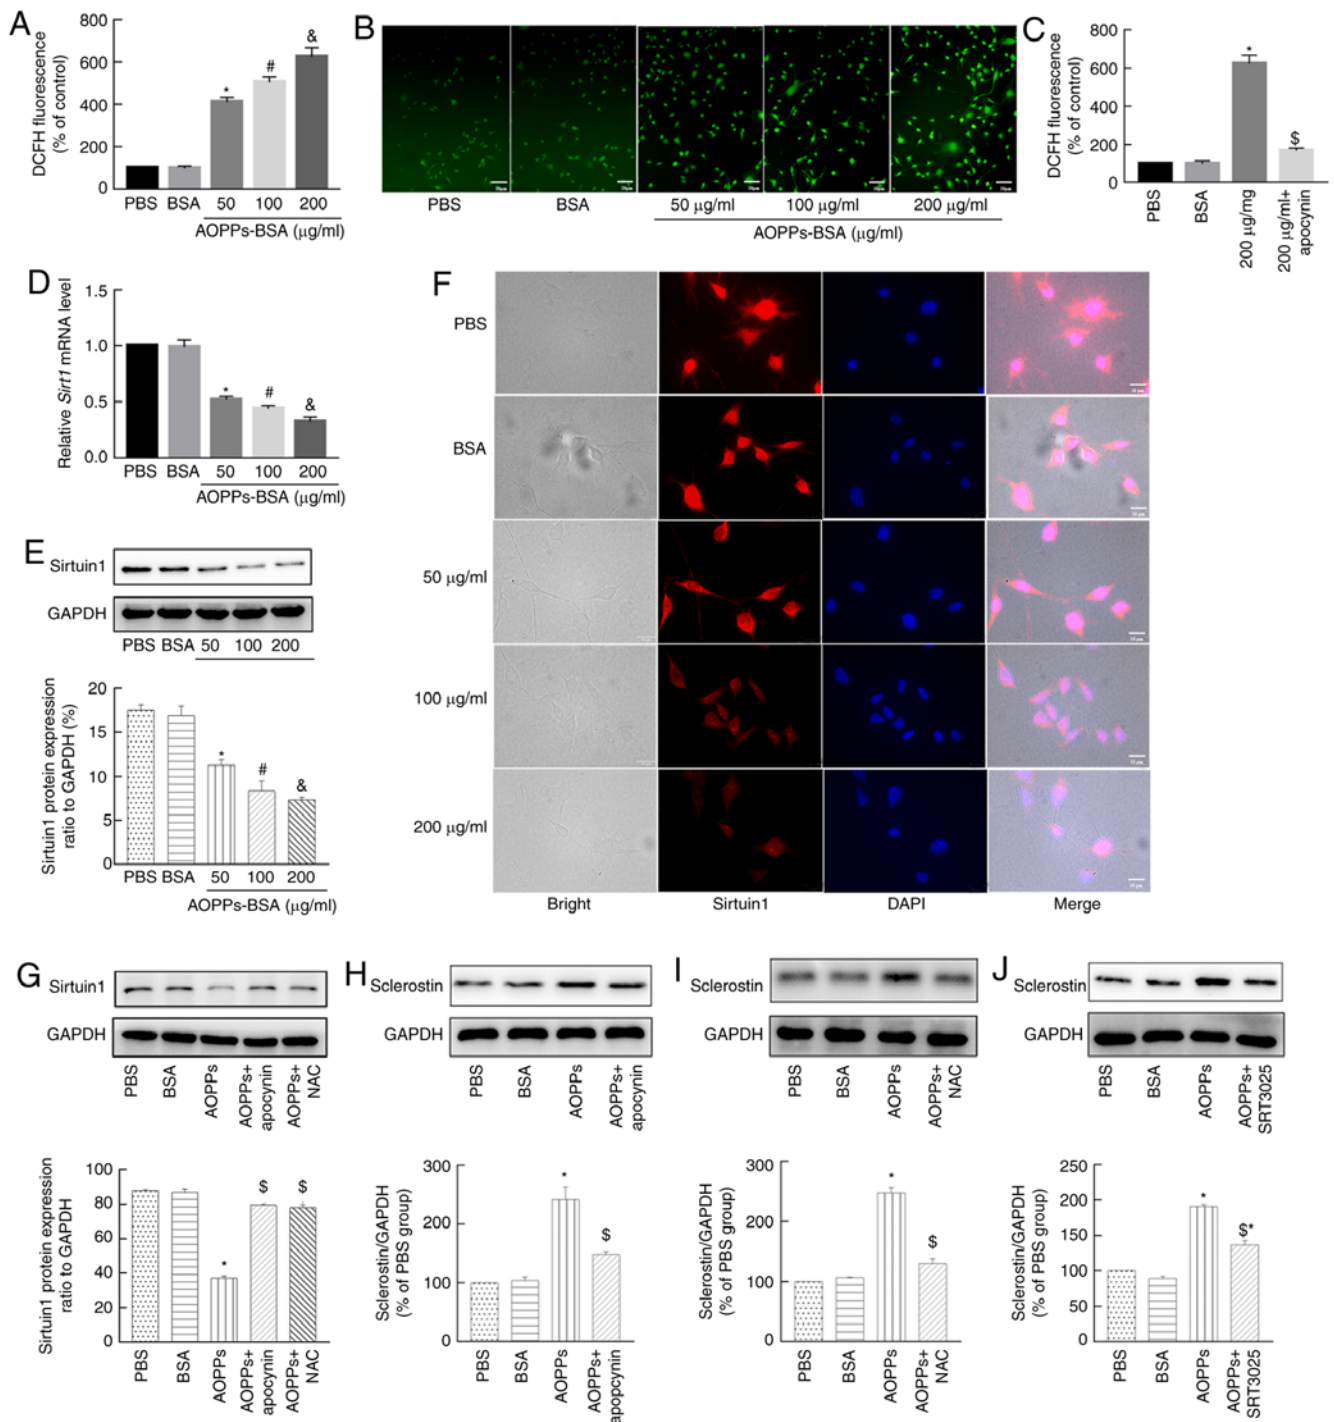 A
DCFH fluorescence
(% of control)
800
600
400
200
0
*
#
&
PBS BSA 50 100 200
AOPPs-BSA (µg/ml)
B
PBS BSA 50 µg/ml 100 µg/ml 200 µg/ml
AOPPs-BSA (µg/ml)
C
DCFH fluorescence
(% of control)
800
600
400
200
0
*
$
PBS
BSA
200 µg/mg
200 µg/ml+
apocynin
D
Relative Sirt1 mRNA level
1.5
1.0
0.5
0.0
*
#
&
PBS BSA 50 100 200
AOPPs-BSA (µg/ml)
E
Sirtuin1
GAPDH
PBS BSA 50 100 200
Sirtuin1 protein expression
ratio to GAPDH (%)
20
15
10
5
0
*
#
&
PBS BSA 50 100 200
AOPPs-BSA (µg/ml)
F
PBS
BSA
50 µg/ml
100 µg/ml
200 µg/ml
Bright Sirtuin1 DAPI Merge
G
Sirtuin1
GAPDH
PBS
BSA
AOPPs
AOPPs+
apocynin
AOPPs+
NAC
Sirtuin1 protein expression
ratio to GAPDH
100
80
60
40
20
0
*
$
$
PBS
BSA
AOPPs
AOPPs+
apocynin
AOPPs+
NAC
H
Sclerostin
GAPDH
PBS
BSA
AOPPs
AOPPs+
apocynin
Sclerostin/GAPDH
(% of PBS group)
300
200
100
0
*
$
PBS
BSA
AOPPs
AOPPs+
apopcynin
I
Sclerostin
GAPDH
PBS
BSA
AOPPs
AOPPs+
NAC
Sclerostin/GAPDH
(% of PBS group)
300
200
100
0
*
$
PBS
BSA
AOPPs
AOPPs+
NAC
J
Sclerostin
GAPDH
PBS
BSA
AOPPs
AOPPs+
SRT3025
Sclerostin/GAPDH
(% of PBS group)
250
200
150
100
50
0
*
$*
PBS
BSA
AOPPs
AOPPs+
SRT3025